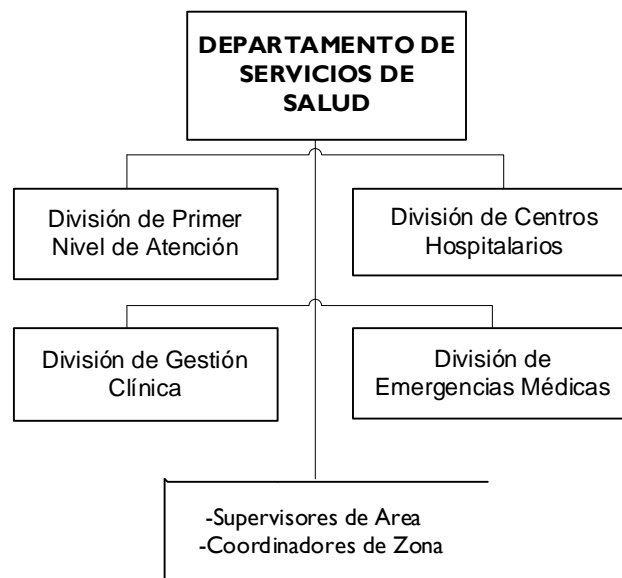 DEPARTAMENTO DE
SERVICIOS DE
SALUD
División de Primer
Nivel de Atención
División de Centros
Hospitalarios
División de Gestión
Clínica
División de
Emergencias Médicas
-Supervisores de Area
-Coordinadores de Zona